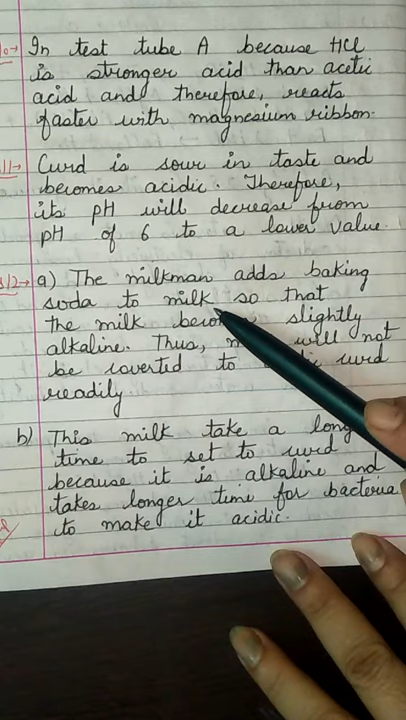 10→ In test tube A because HCl
is stronger acid than acetic
acid and therefore, reacts
faster with magnesium ribbon.
11→ Curd is sour in taste and
becomes acidic. Therefore,
its pH will decrease from
pH of 6 to a lower value.
12→ a) The milkman adds baking
soda to milk so that
the milk slightly
alkaline. Thus, will not
be coverted to curd
readily.
b) This milk take a long
time to set to curd
because it is alkaline and
takes longer time for bacteria
to make it acidic.